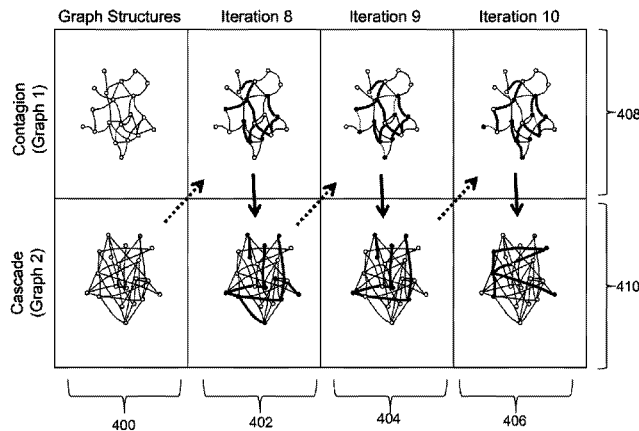 Graph Structures
Iteration 8
Iteration 9
Iteration 10
Contagion
(Graph 1)
408
Cascade
(Graph 2)
410
400
402
404
406